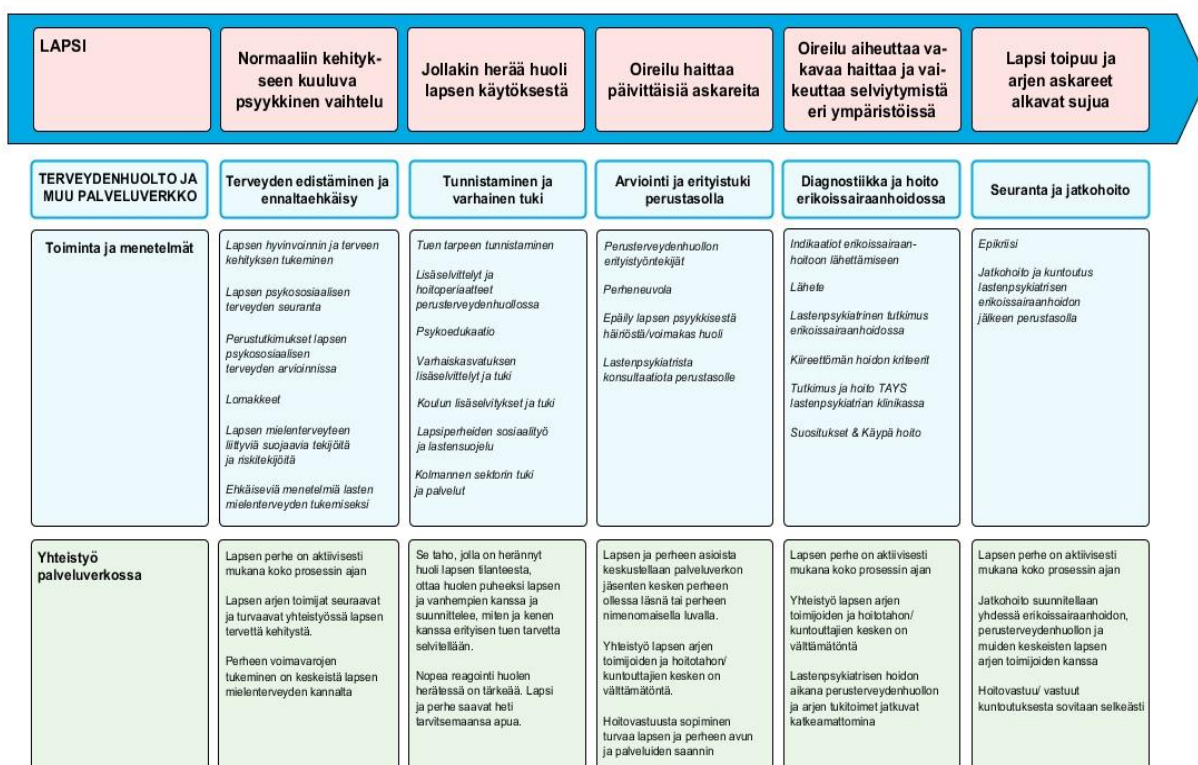 LAPSI
Normaaliin kehityk-
seen kuuluva
psyykkinen vaihtelu
Jollakin herää huoli
lapsen käytöksestä
Oireilu haittaa
päivittäisiä askareita
Oireilu aiheuttaa va-
kavaa haittaa ja vai-
keuttaa selviytymistä
eri ympäristöissä
Lapsi toipuu ja
arjen askareet
alkavat sujua
TERVEYDENHUOLTO JA
MUU PALVELUVERKKO
Terveyden edistäminen ja
ennaltaehkäisy
Tunnistaminen ja
varhainen tuki
Arviointi ja erityistuki
perustasolla
Diagnostiikka ja hoito
erikoissairaanhoidossa
Seuranta ja jatkohoito
Toiminta ja menetelmät
Lapsen hyvinvoinnin ja terveen
kehityksen tukeminen
Lapsen psykososiaalisen
terveyden seuranta
Perustutkimukset lapsen
psykososiaalisen
terveyden arvioinnissa
Lomakkeet
Lapsen mielenterveyteen
liittyviä suojaavia tekijöitä
ja riskitekijöitä
Ehkäiseviä menetelmiä lasten
mielenterveyden tukemiseksi
Tuen tarpeen tunnistaminen
Lisäselvittelyt ja
hoitoperiaatteet
perusterveydenhuollossa
Psykoedukaatio
Varhaiskasvatuksen
lisäselvittelyt ja tuki
Koulun lisäselvitykset ja tuki
Lapsiperheiden sosiaalityö
ja lastensuojelu
Kolmannen sektorin tuki
ja palvelut
Perusterveydenhuollon
erityistyöntekijät
Perheneuvola
Epäily lapsen psyykkisestä
häiriöstä/voimakas huoli
Lastenpsykiatrista
konsultaatiota perustasolle
Indikaatiot erikoissairaan-
hoitoon lähettämiseen
Lähete
Lastenpsykiatrinen tutkimus
erikoissairaanhoidossa
Kiireettömän hoidon kriteerit
Tutkimus ja hoito TAYS
lastenpsykiatrian klinikassa
Suositukset & Käypä hoito
Epikriisi
Jatkohoito ja kuntoutus
lastenpsykiatrisen
erikoissairaanhoidon
jälkeen perustasolla
Yhteistyö
palveluverkossa
Lapsen perhe on aktiivisesti
mukana koko prosessin ajan
Lapsen arjen toimijat seuraavat
ja turvaavat yhteistyössä lapsen
tervettä kehitystä.
Perheen voimavarojen
tukeminen on keskeistä lapsen
mielenterveyden kannalta
Se taho, jolla on herännyt
huoli lapsen tilanteesta,
ottaa huolen puheeksi lapsen
ja vanhempien kanssa ja
suunnittelee, miten ja kenen
kanssa erityisen tuen tarvetta
selvitellään.
Nopea reagointi huolen
herätessä on tärkeää. Lapsi
ja perhe saavat heti
tarvitsemaansa apua.
Lapsen ja perheen asioista
keskustellaan palveluverkon
jäsenten kesken perheen
ollessa läsnä tai perheen
nimenomaisella luvalla.
Yhteistyö lapsen arjen
toimijoiden ja hoitotahon/
kuntouttajien kesken on
välttämätöntä.
Hoitovastuusta sopiminen
turvaa lapsen ja perheen avun
ja palveluiden saannin
Lapsen perhe on aktiivisesti
mukana koko prosessin ajan
Yhteistyö lapsen arjen
toimijoiden ja hoitotahon/
kuntouttajien kesken on
välttämätöntä
Lastenpsykiatrisen hoidon
aikana perusterveydenhuollon
ja arjen tukitoimet jatkuvat
katkeamattomina
Lapsen perhe on aktiivisesti
mukana koko prosessin ajan
Jatkohoito suunnitellaan
yhdessä erikoissairaanhoidon,
perusterveydenhuollon ja
muiden keskeisten lapsen
arjen toimijoiden kanssa
Hoitovastuu/ vastuut
kuntoutuksesta sovitaan selkeästi